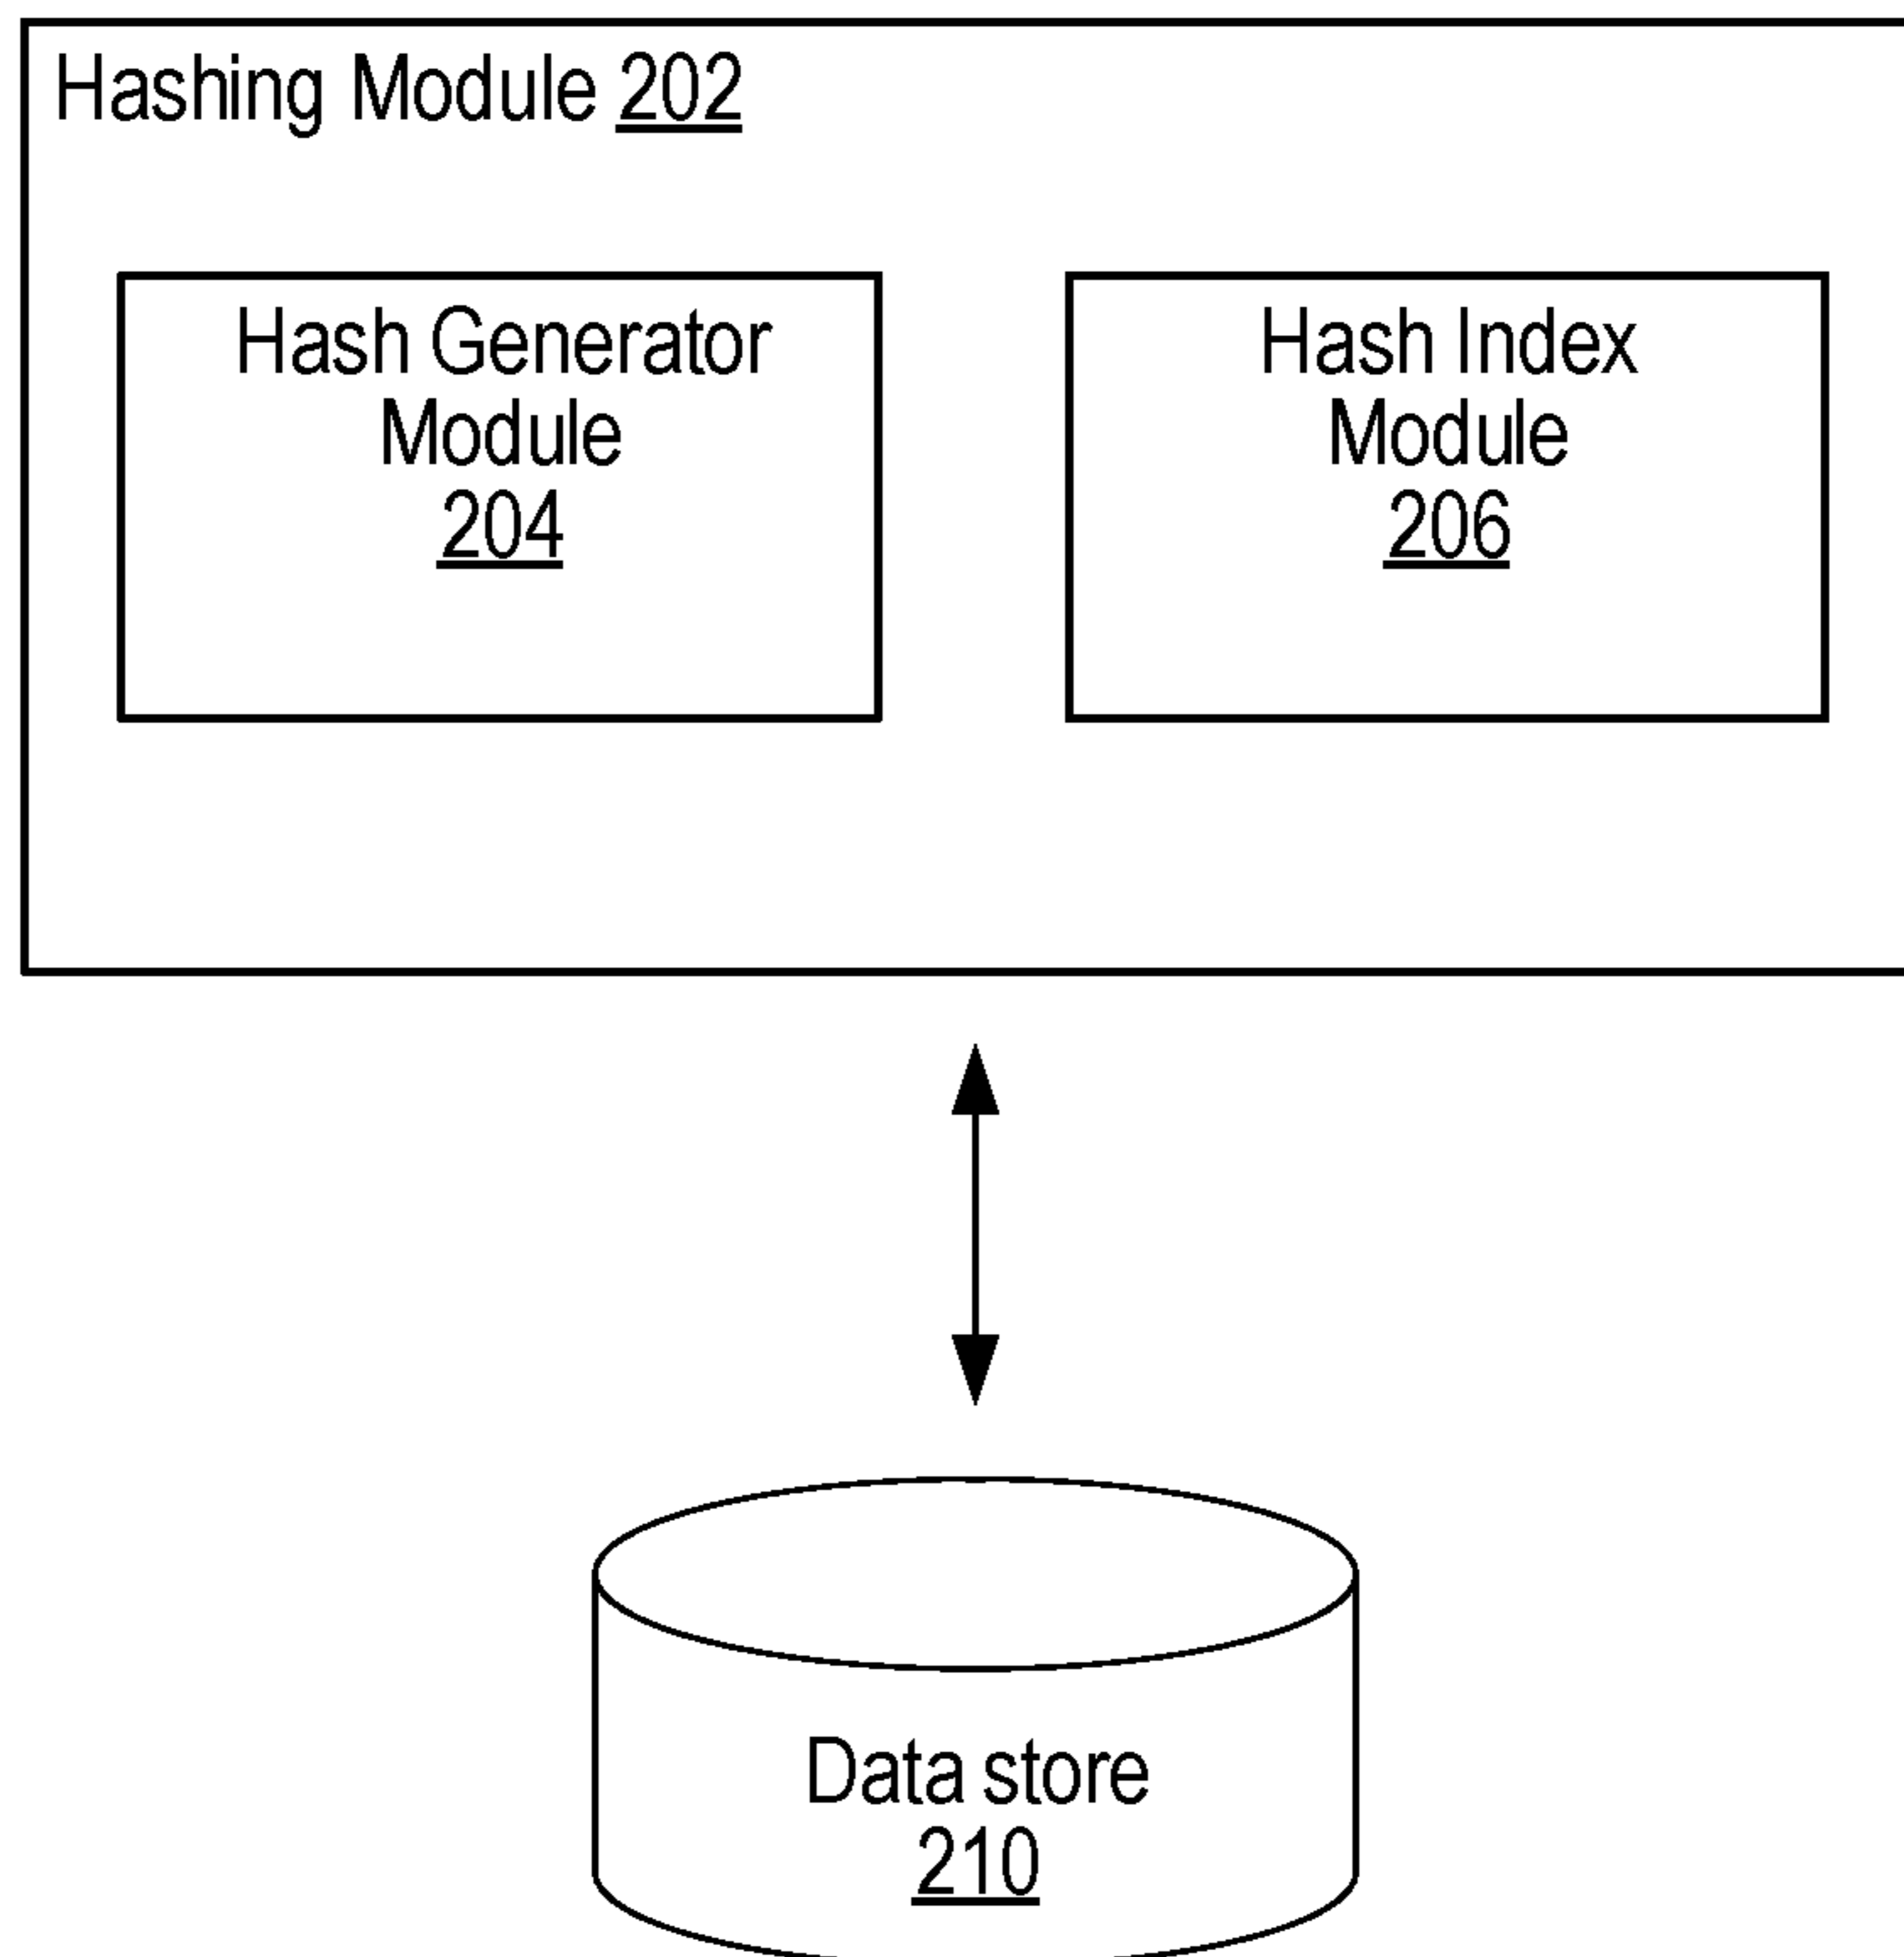 Hashing Module 202
Hash Generator
Module
204
Hash Index
Module
206
Data store
210